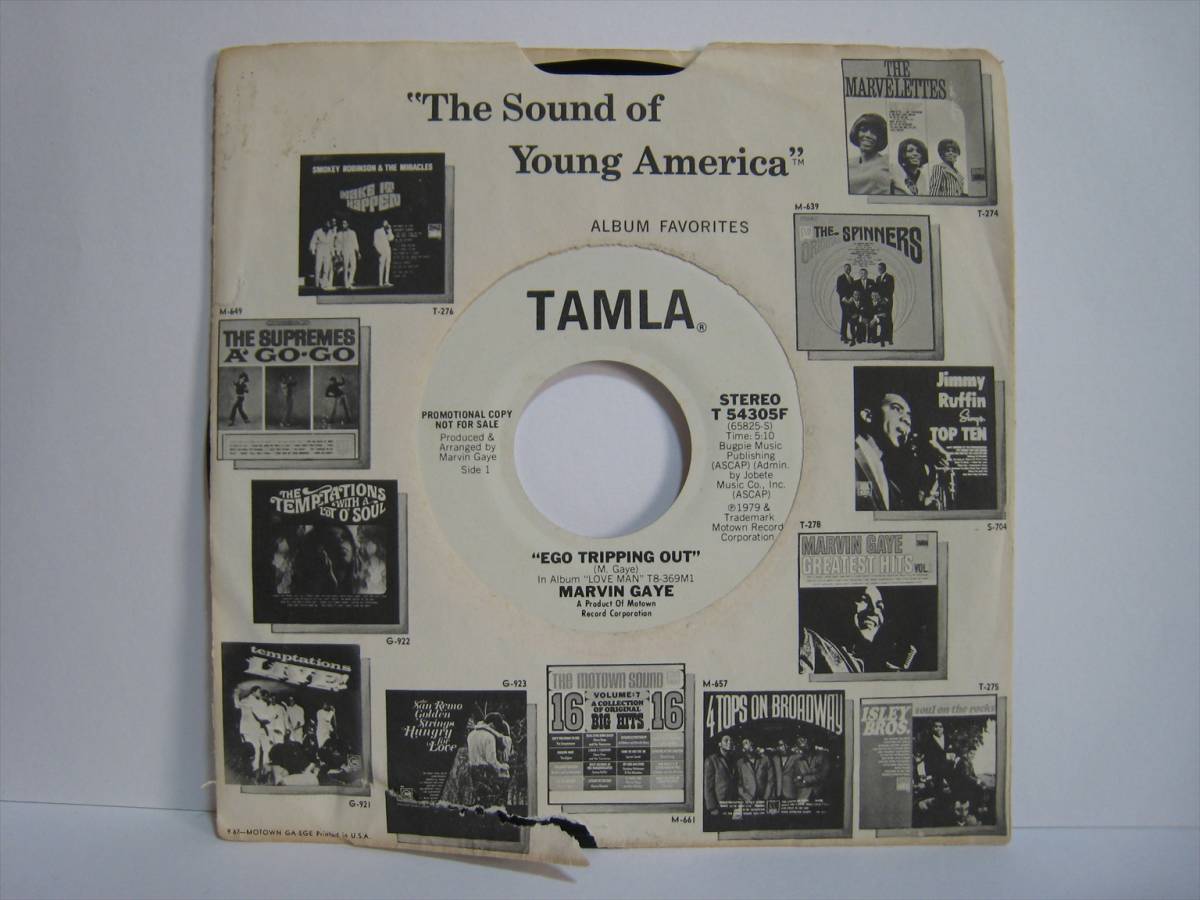 "The Sound of
Young America"™
ALBUM FAVORITES
THE
MARVELETTES
T-274
SMOKEY ROBINSON & THE MIRACLES
MAKE IT
HAPPEN
T-276
M-639
THE
SPINNERS
M-649
THE SUPREMES
A' GO-GO
Jimmy
Ruffin
Sings
TOP TEN
S-704
THE
TEMPTATIONS
WITH A
LOT O' SOUL
G-922
T-278
MARVIN GAYE
GREATEST HITS VOL.
TAMLA®
PROMOTIONAL COPY
NOT FOR SALE
Produced &
Arranged by
Marvin Gaye
Side 1
STEREO
T 54305F
(65825-S)
Time: 5:10
Bugpie Music
Publishing
(ASCAP) (Admin.
by Jobete
Music Co., Inc.
(ASCAP)
℗1979 &
Trademark
Motown Record
Corporation
"EGO TRIPPING OUT"
(M. Gaye)
In Album "LOVE MAN" T8-369M1
MARVIN GAYE
A Product Of Motown
Record Corporation
temptations
LIVE!
G-921
G-923
San Remo
Golden
Strings
Hungry
for
Love
THE MOTOWN SOUND
VOLUME: 7
16 A COLLECTION 16
OF ORIGINAL
BIG HITS
M-661
M-657
4 TOPS ON BROADWAY
T-275
ISLEY
BROS.
soul on the rocks
MOTOWN GA EGE Printed in U.S.A.